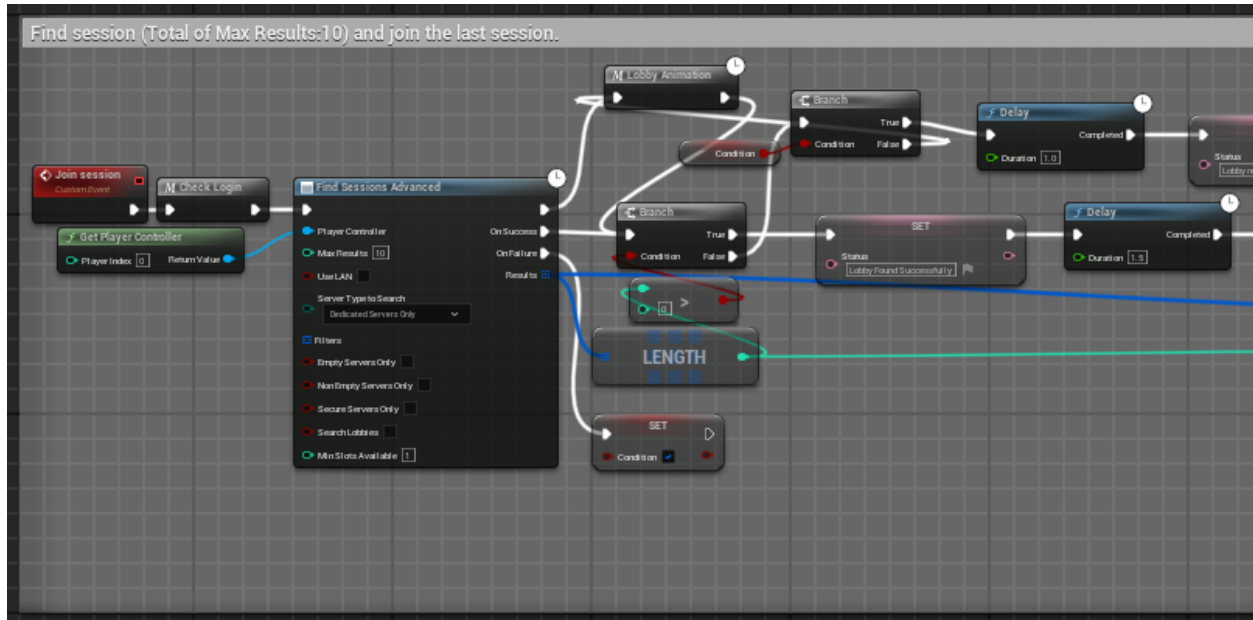 Find session (Total of Max Results:10) and join the last session.
M Lobby Animation
Branch
True
Condition
False
Condition
f Delay
Completed
Duration 1.0
Status
Join session
Custom Event
M Check Login
f Get Player Controller
Player Index 0
Return Value
Find Sessions Advanced
Player Controller
On Success
Max Results 10
On Failure
Use LAN
Results
Server Type to Search
Dedicated Servers Only
Filters
Empty Servers Only
Non Empty Servers Only
Secure Servers Only
Search Lobbies
Min Slots Available 1
Branch
True
Condition
False
0 >
LENGTH
SET
Condition
SET
Status
Lobby Found Successfully
f Delay
Completed
Duration 1.5